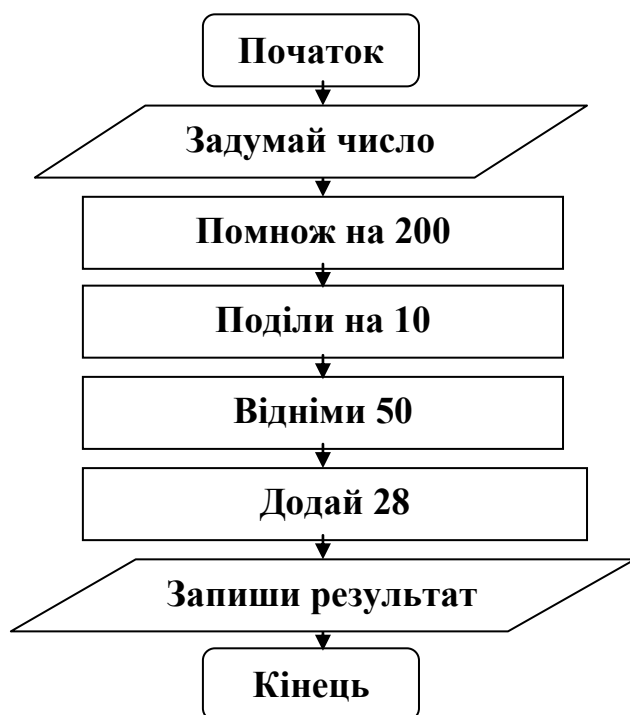 Початок
Задумай число
Помнож на 200
Поділи на 10
Відніми 50
Додай 28
Запиши результат
Кінець